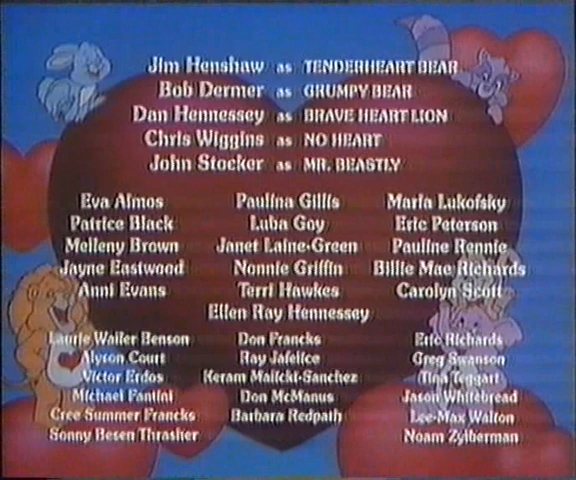 Jim Henshaw as TENDERHEART BEAR
Bob Dermer as GRUMPY BEAR
Dan Hennessey as BRAVE HEART LION
Chris Wiggins as NO HEART
John Stocker as MR. BEASTLY
Eva Almos Paulina Gillis Maria Lukofsky
Patrice Black Luba Goy Eric Peterson
Melleny Brown Janet Laine-Green Pauline Rennie
Jayne Eastwood Nonnie Griffin Billie Mae Richards
Anni Evans Terri Hawkes Carolyn Scott
Ellen Ray Hennessey
Laurie Waller Benson Don Francks Eric Richards
Alyson Court Ray Jafelice Greg Swanson
Victor Erdos Keram Malicki-Sanchez Tina Teggart
Michael Fantini Don McManus Jason Whitebread
Cree Summer Francks Barbara Redpath Lee-Max Walton
Sonny Besen Thrasher Noam Zylberman